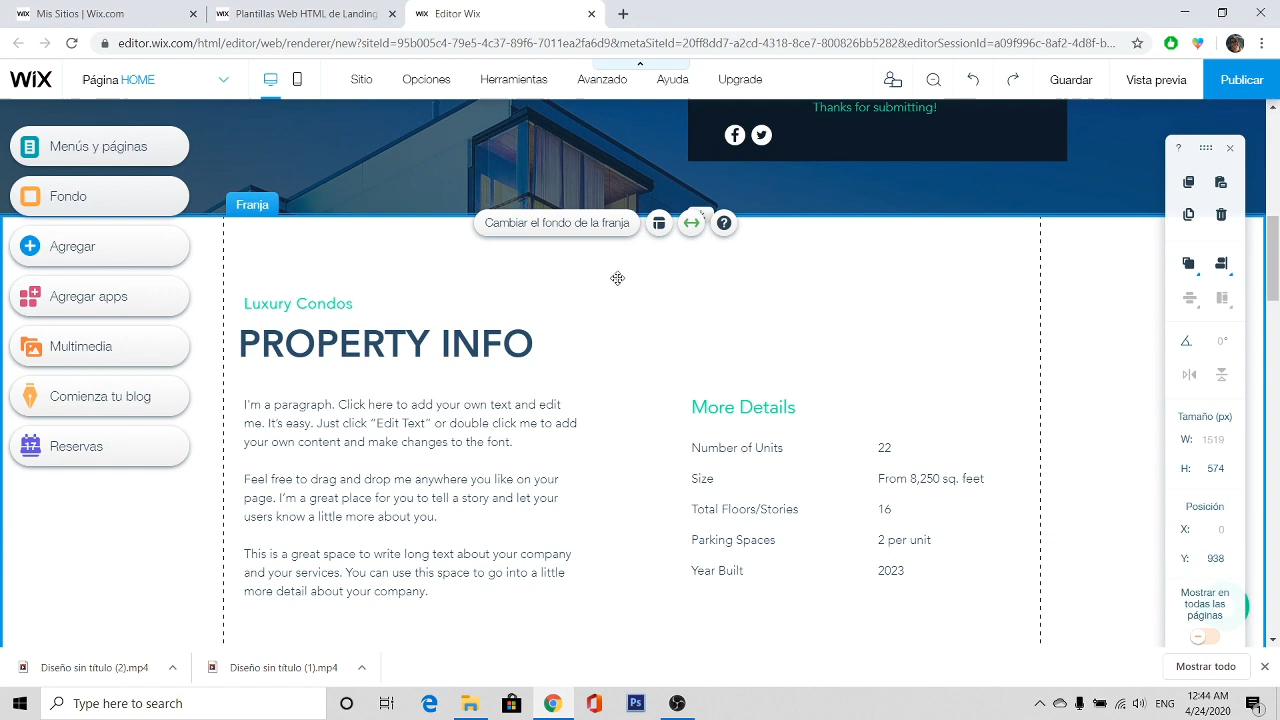 WiX Mis Sitios | Wix.com
WiX Plantillas Web HTML de Landing
WiX Editor Wix
editor.wix.com/html/editor/web/renderer/new?siteId=95b005c4-7954-4c37-89f6-7011ea2fa6d9&metaSiteId=20ff8dd7-a2cd-4318-8ce7-800826bb5282&editorSessionId=a09f996c-8af2-4d8f-b...
WiX Página HOME Sitio Opciones Herramientas Avanzado Ayuda Upgrade Guardar Vista previa Publicar
Thanks for submitting!
Menús y páginas
Fondo
Agregar
Agregar apps
Multimedia
Comienza tu blog
17 Reservas
Franja
Cambiar el fondo de la franja ?
Luxury Condos
PROPERTY INFO
I'm a paragraph. Click here to add your own text and edit
me. It's easy. Just click “Edit Text” or double click me to add
your own content and make changes to the font.
Feel free to drag and drop me anywhere you like on your
page. I'm a great place for you to tell a story and let your
users know a little more about you.
This is a great space to write long text about your company
and your services. You can use this space to go into a little
more detail about your company.
More Details
Number of Units 22
Size From 8,250 sq. feet
Total Floors/Stories 16
Parking Spaces 2 per unit
Year Built 2023
?
0°
Tamaño (px)
W: 1519
H: 574
Posición
X: 0
Y: 938
Mostrar en
todas las
páginas
Diseño sin título (2).mp4
Diseño sin título (1).mp4
Mostrar todo
Type here to search
Ps
ENG
12:44 AM
4/24/2020
1